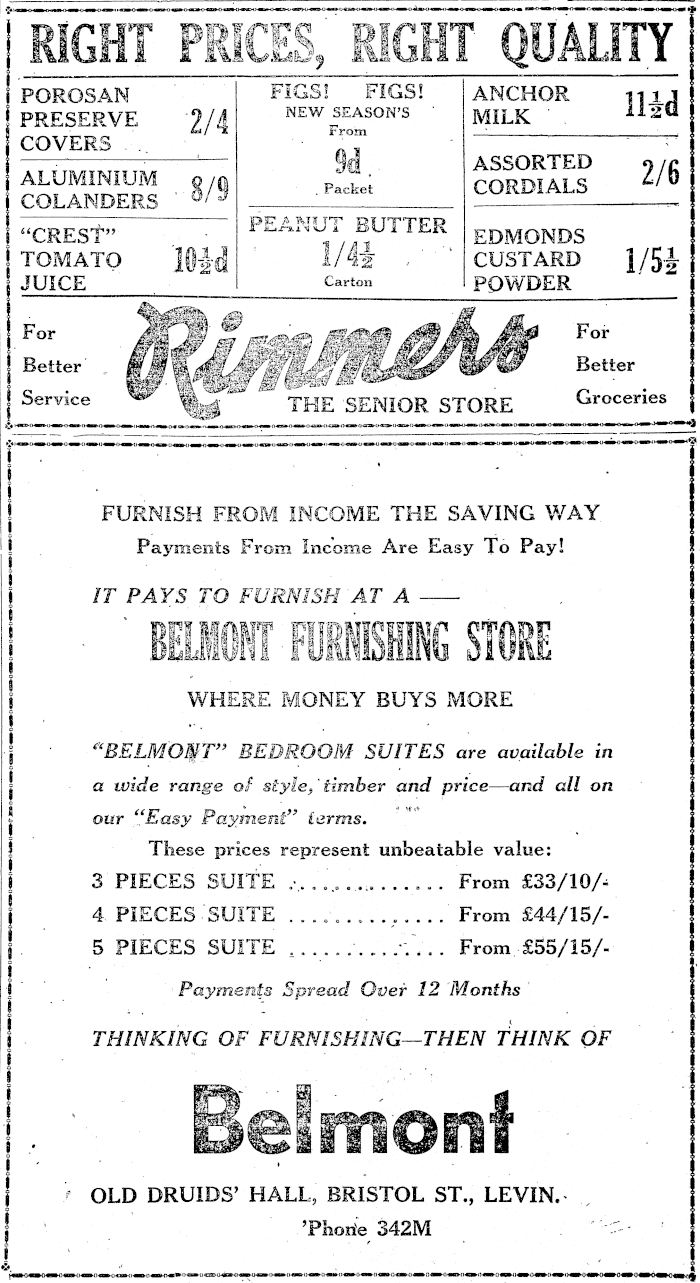 RIGHT PRICES, RIGHT QUALITY
POROSAN
PRESERVE
COVERS
2/4
ALUMINIUM
COLANDERS
8/9
"CREST"
TOMATO
JUICE
10½d
FIGS! FIGS!
NEW SEASON'S
From
9d
Packet
PEANUT BUTTER
1/4½
Carton
ANCHOR
MILK
11½d
ASSORTED
CORDIALS
2/6
EDMONDS
CUSTARD
POWDER
1/5½
For
Better
Service
Rimmers
THE SENIOR STORE
For
Better
Groceries
FURNISH FROM INCOME THE SAVING WAY
Payments From Income Are Easy To Pay!
IT PAYS TO FURNISH AT A ——
BELMONT FURNISHING STORE
WHERE MONEY BUYS MORE
"BELMONT" BEDROOM SUITES are available in
a wide range of style, timber and price—and all on
our "Easy Payment" terms.
These prices represent unbeatable value:
3 PIECES SUITE .............. From £33/10/-
4 PIECES SUITE .............. From £44/15/-
5 PIECES SUITE .............. From £55/15/-
Payments Spread Over 12 Months
THINKING OF FURNISHING—THEN THINK OF
Belmont
OLD DRUIDS' HALL, BRISTOL ST., LEVIN.
'Phone 342M